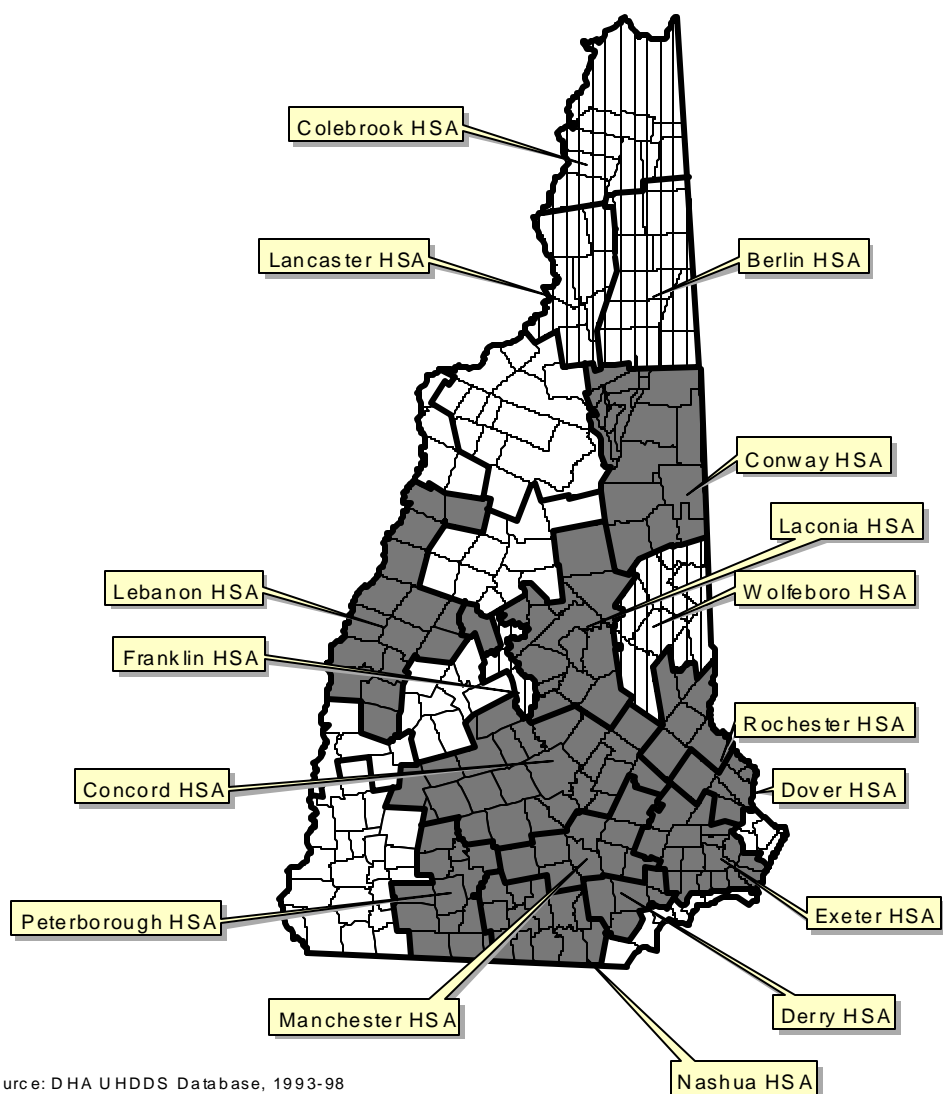 Colebrook HSA
Lancaster HSA
Berlin HSA
Conway HSA
Laconia HSA
Lebanon HSA
Wolfeboro HSA
Franklin HSA
Rochester HSA
Concord HSA
Dover HSA
Peterborough HSA
Exeter HSA
Manchester HSA
Derry HSA
Nashua HSA
urce: DHA UHDDS Database, 1993-98